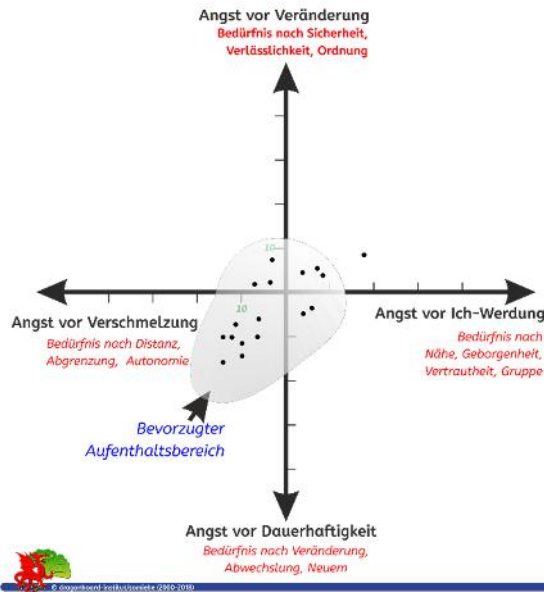 Angst vor Veränderung
Bedürfnis nach Sicherheit,
Verlässlichkeit, Ordnung
10
10
Angst vor Verschmelzung
Bedürfnis nach Distanz,
Abgrenzung, Autonomie
Angst vor Ich-Werdung
Bedürfnis nach
Nähe, Geborgenheit,
Vertrautheit, Gruppe
Bevorzugter
Aufenthaltsbereich
Angst vor Dauerhaftigkeit
Bedürfnis nach Veränderung,
Abwechslung, Neuem